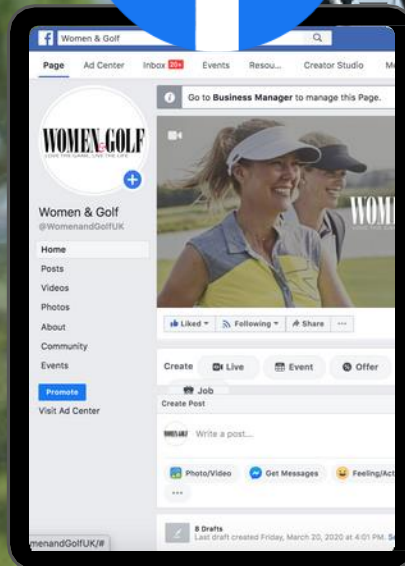 Women & Golf
Page Ad Center Inbox 20+ Events Resou... Creator Studio
Go to Business Manager to manage this Page.
WOMEN & GOLF
LOVE THE GAME, LIVE THE LIFE
Women & Golf
@WomenandGolfUK
Home
Posts
Videos
Photos
About
Community
Events
Promote
Visit Ad Center
Liked Following Share
Create Live Event Offer
Job
Create Post
Write a post...
Photo/Video Get Messages Feeling/Act
8 Drafts
Last draft created Friday, March 20, 2020 at 4:01 PM.
menandGolfUK/#